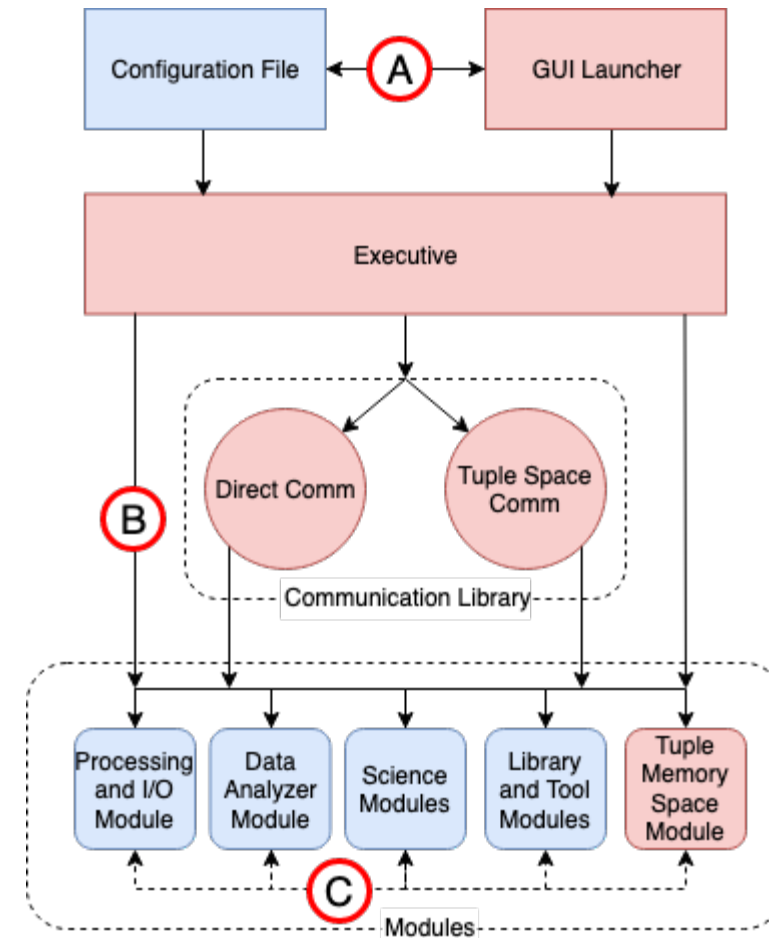 Configuration File
A
GUI Launcher
Executive
Direct Comm
Tuple Space
Comm
B
Communication Library
Processing
and I/O
Module
Data
Analyzer
Module
Science
Modules
Library
and Tool
Modules
Tuple
Memory
Space
Module
C
Modules